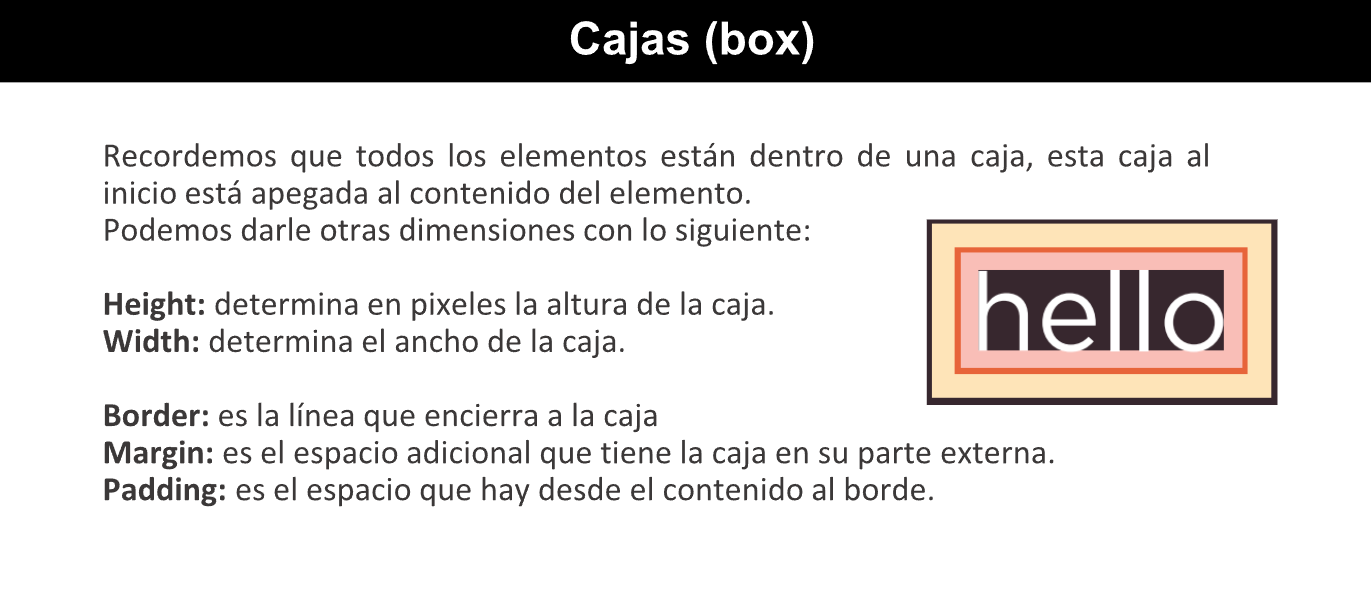 Cajas (box)
Recordemos que todos los elementos están dentro de una caja, esta caja al
inicio está apegada al contenido del elemento.
Podemos darle otras dimensiones con lo siguiente:
Height: determina en pixeles la altura de la caja.
Width: determina el ancho de la caja.
hello
Border: es la línea que encierra a la caja
Margin: es el espacio adicional que tiene la caja en su parte externa.
Padding: es el espacio que hay desde el contenido al borde.